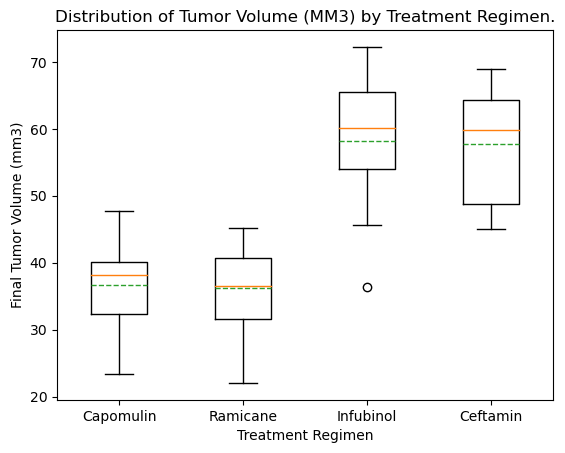 Distribution of Tumor Volume (MM3) by Treatment Regimen.
70
60
50
40
30
20
Final Tumor Volume (mm3)
Capomulin Ramicane Infubinol Ceftamin
Treatment Regimen